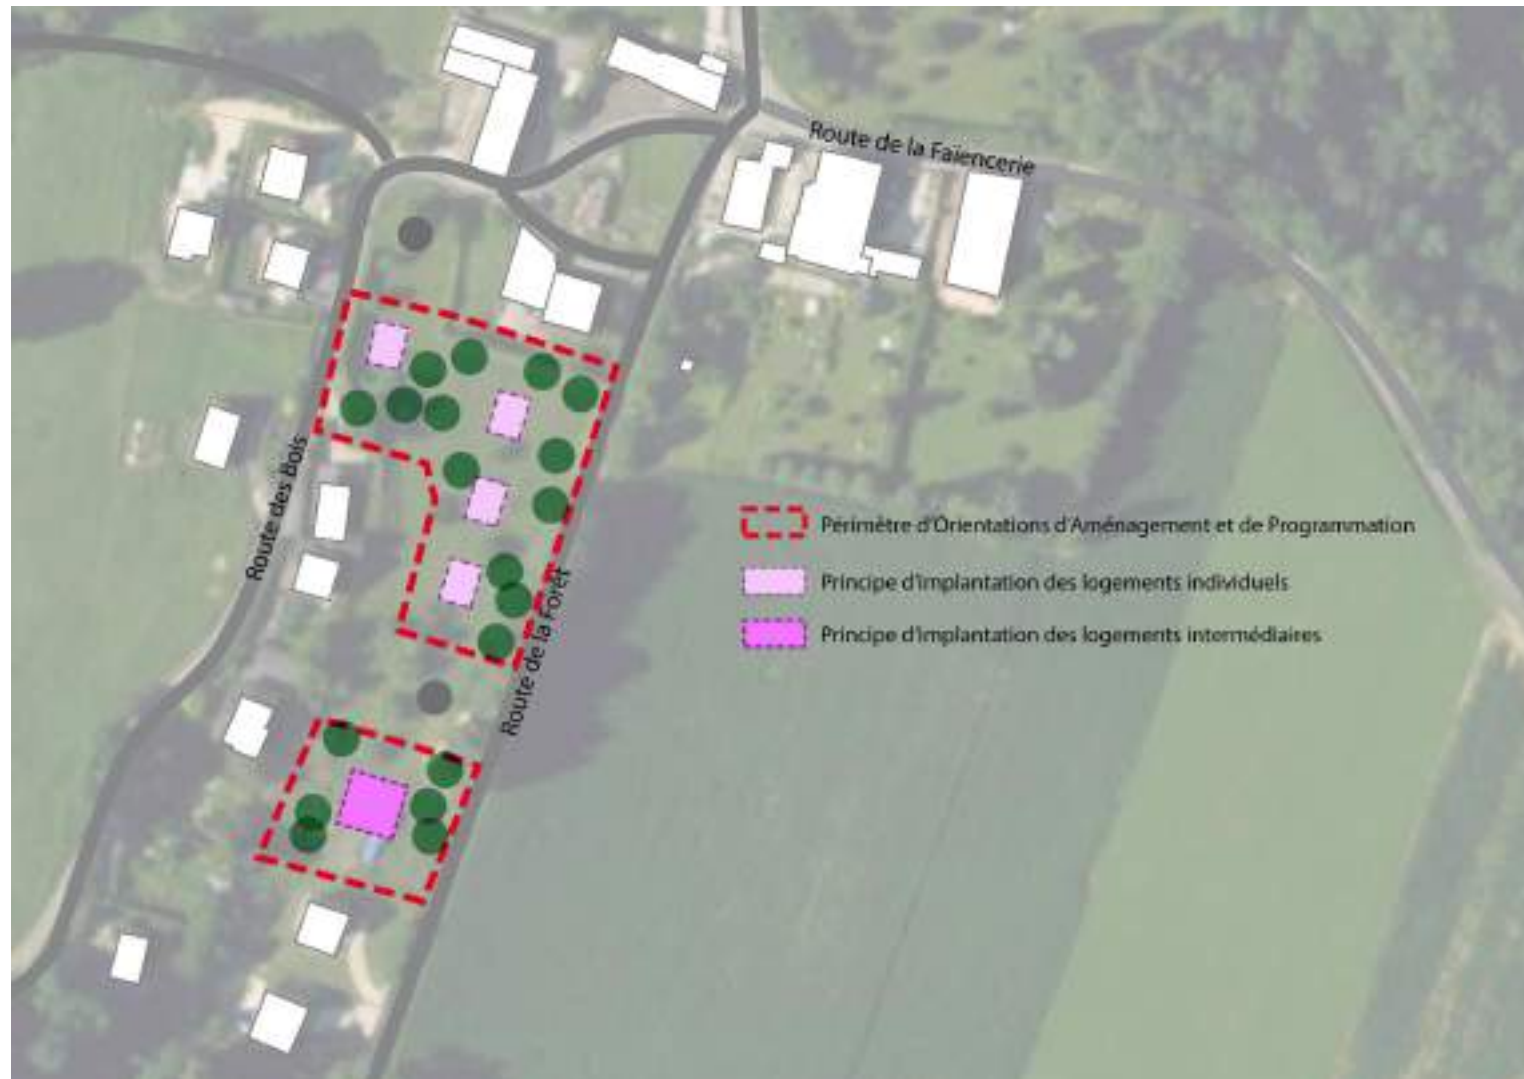 Route de la Faïencerie
Route des Bois
Route de la Forêt
Périmètre d'Orientations d'Aménagement et de Programmation
Principe d'implantation des logements individuels
Principe d'implantation des logements intermédiaires